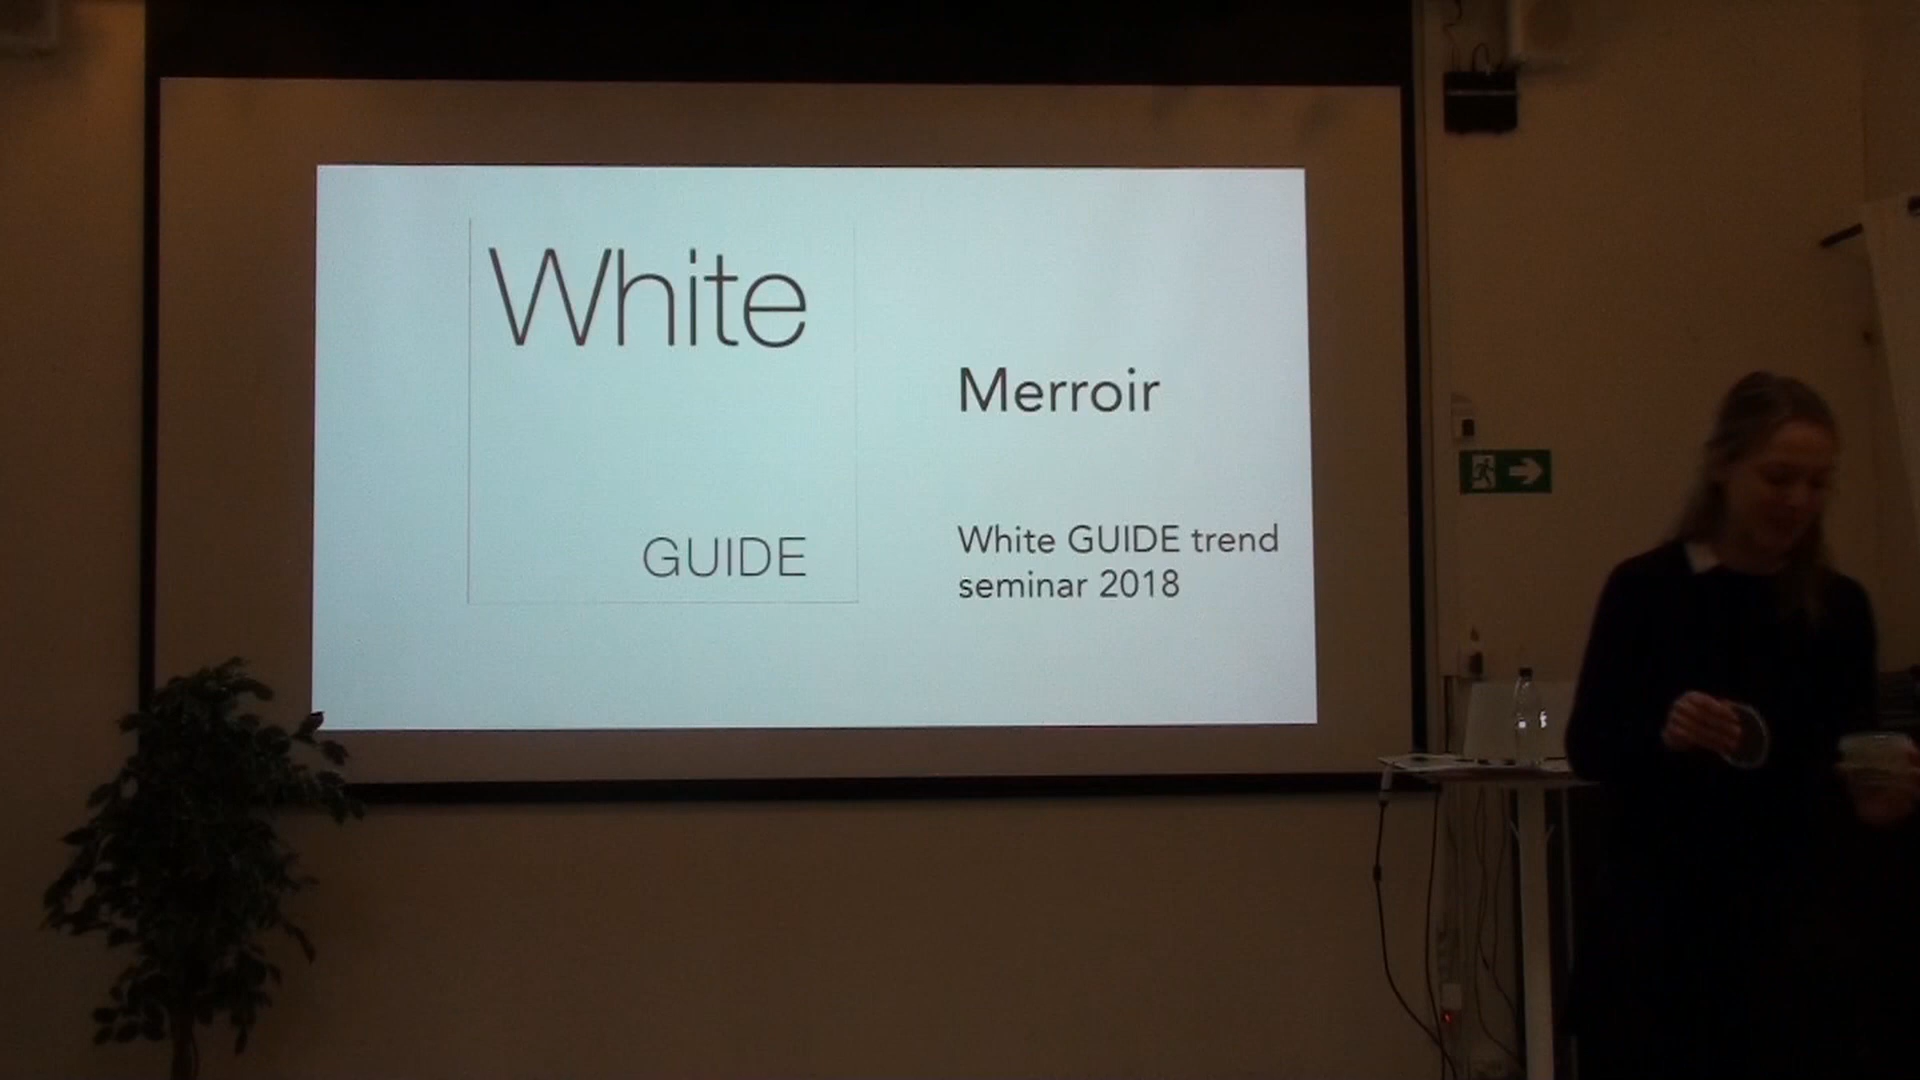 White
GUIDE
Merroir
White GUIDE trend
seminar 2018